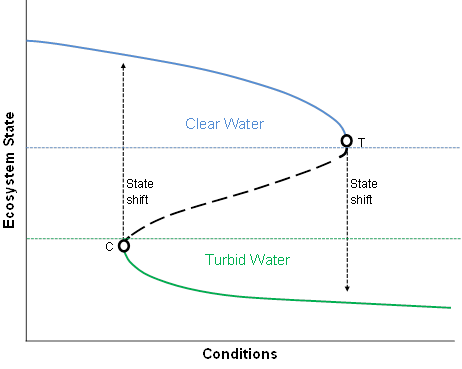 Ecosystem State
Clear Water
T
State
shift
State
shift
C
Turbid Water
Conditions